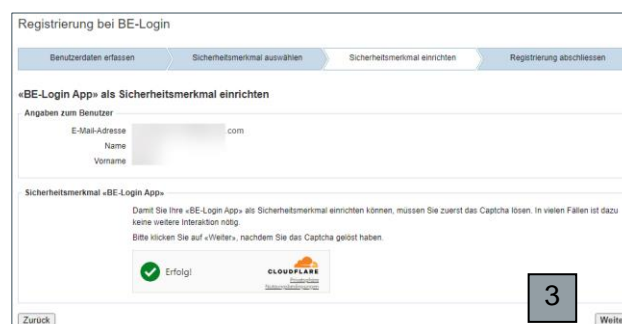 Registrierung bei BE-Login
Benutzerdaten erfassen
Sicherheitsmerkmal auswählen
Sicherheitsmerkmal einrichten
Registrierung abschliessen
«BE-Login App» als Sicherheitsmerkmal einrichten
Angaben zum Benutzer
E-Mail-Adresse .com
Name
Vorname
Sicherheitsmerkmal «BE-Login App»
Damit Sie Ihre «BE-Login App» als Sicherheitsmerkmal einrichten können, müssen Sie zuerst das Captcha lösen. In vielen Fällen ist dazu
keine weitere Interaktion nötig.
Bitte klicken Sie auf «Weiter», nachdem Sie das Captcha gelöst haben.
Erfolg!
CLOUDFLARE
Privatsphäre
Nutzungsbedingungen
3
Zurück
Weite